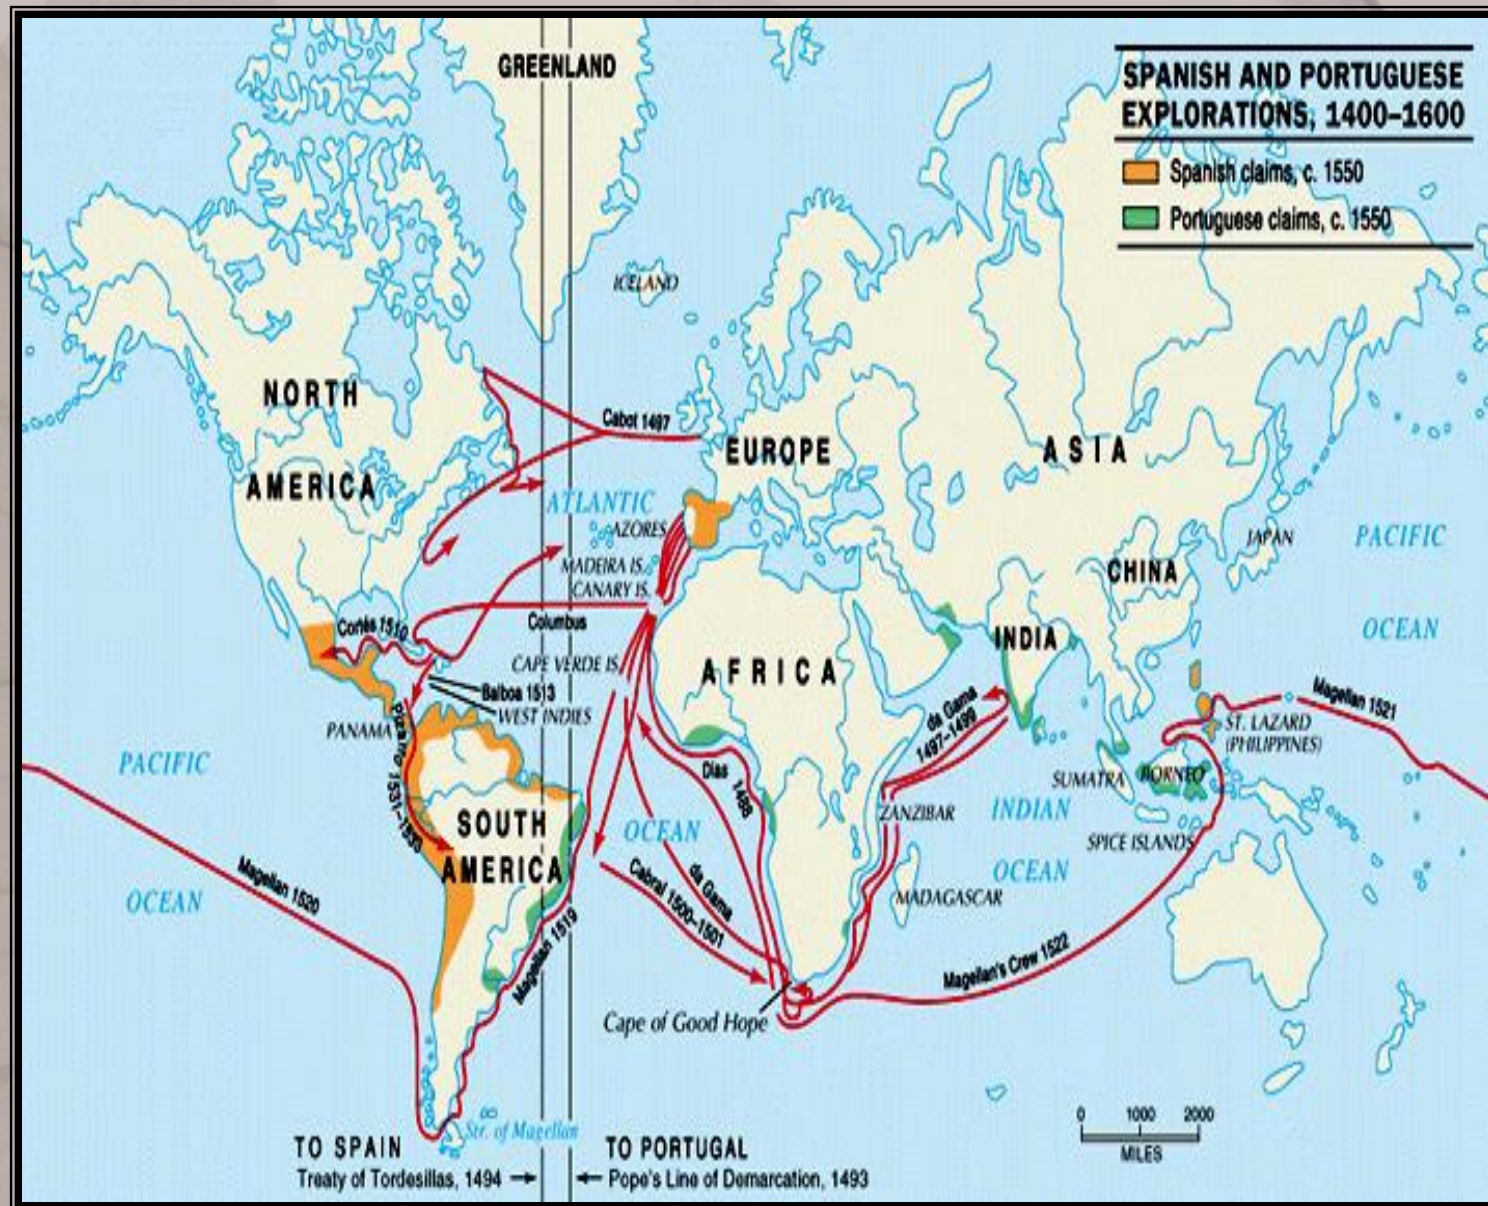 GREENLAND
SPANISH AND PORTUGUESE
EXPLORATIONS, 1400–1600
Spanish claims, c. 1550
Portuguese claims, c. 1550
ICELAND
NORTH
AMERICA
Cabot 1497
EUROPE
ASIA
ATLANTIC
AZORES
MADEIRA IS.
CANARY IS.
JAPAN
PACIFIC
OCEAN
CHINA
Columbus
Cortés 1510
INDIA
CAPE VERDE IS.
AFRICA
Balboa 1513
WEST INDIES
PANAMA
Pizarro 1531–1533
da Gama
1497–1499
Magellan 1521
ST. LAZARD
(PHILIPPINES)
PACIFIC
OCEAN
Dias 1488
SUMATRA
BORNEO
ZANZIBAR
INDIAN
OCEAN
SPICE ISLANDS
SOUTH
AMERICA
OCEAN
Magellan 1520
da Gama
Cabral 1500–1501
MADAGASCAR
Magellan 1519
Magellan's Crew 1522
Cape of Good Hope
Str. of Magellan
0 1000 2000
MILES
TO SPAIN
Treaty of Tordesillas, 1494
TO PORTUGAL
Pope's Line of Demarcation, 1493